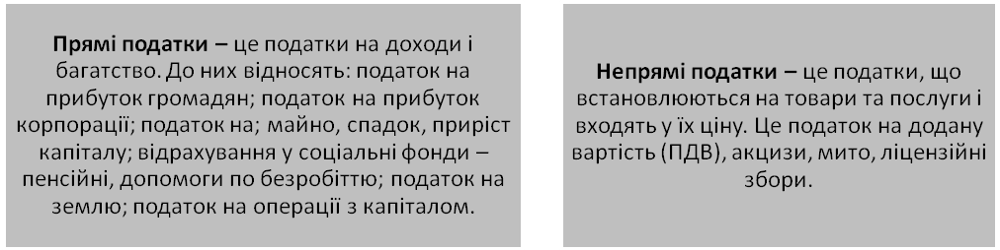 Прямі податки – це податки на доходи і
багатство. До них відносять: податок на
прибуток громадян; податок на прибуток
корпорації; податок на; майно, спадок, приріст
капіталу; відрахування у соціальні фонди –
пенсійні, допомоги по безробіттю; податок на
землю; податок на операції з капіталом.
Непрямі податки – це податки, що
встановлюються на товари та послуги і
входять у їх ціну. Це податок на додану
вартість (ПДВ), акцизи, мито, ліцензійні
збори.